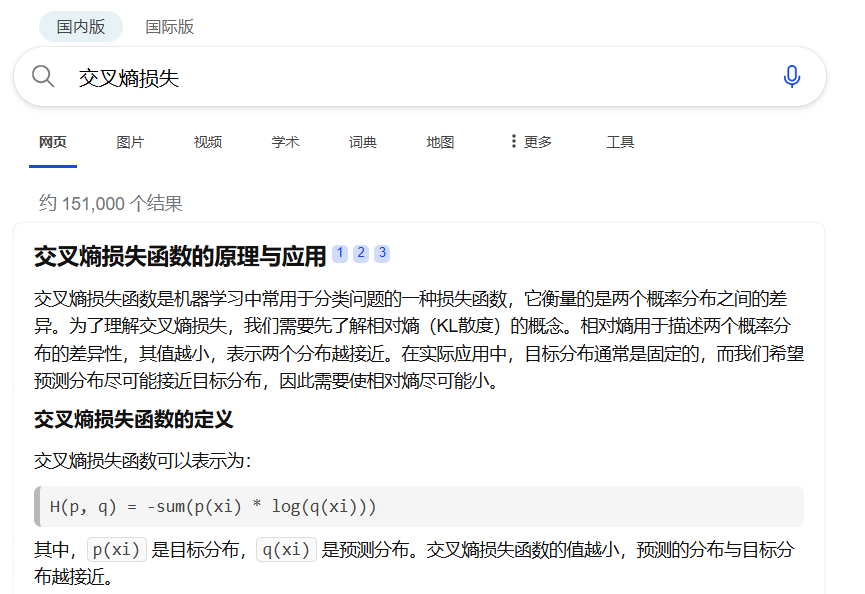 国内版 国际版
交叉熵损失
网页 图片 视频 学术 词典 地图 更多 工具
约 151,000 个结果
交叉熵损失函数的原理与应用 1 2 3
交叉熵损失函数是机器学习中常用于分类问题的一种损失函数，它衡量的是两个概率分布之间的差
异。为了理解交叉熵损失，我们需要先了解相对熵（KL散度）的概念。相对熵用于描述两个概率分
布的差异性，其值越小，表示两个分布越接近。在实际应用中，目标分布通常是固定的，而我们希望
预测分布尽可能接近目标分布，因此需要使相对熵尽可能小。
交叉熵损失函数的定义
交叉熵损失函数可以表示为：
H(p, q) = -sum(p(xi) * log(q(xi)))
其中，p(xi) 是目标分布，q(xi) 是预测分布。交叉熵损失函数的值越小，预测的分布与目标分
布越接近。